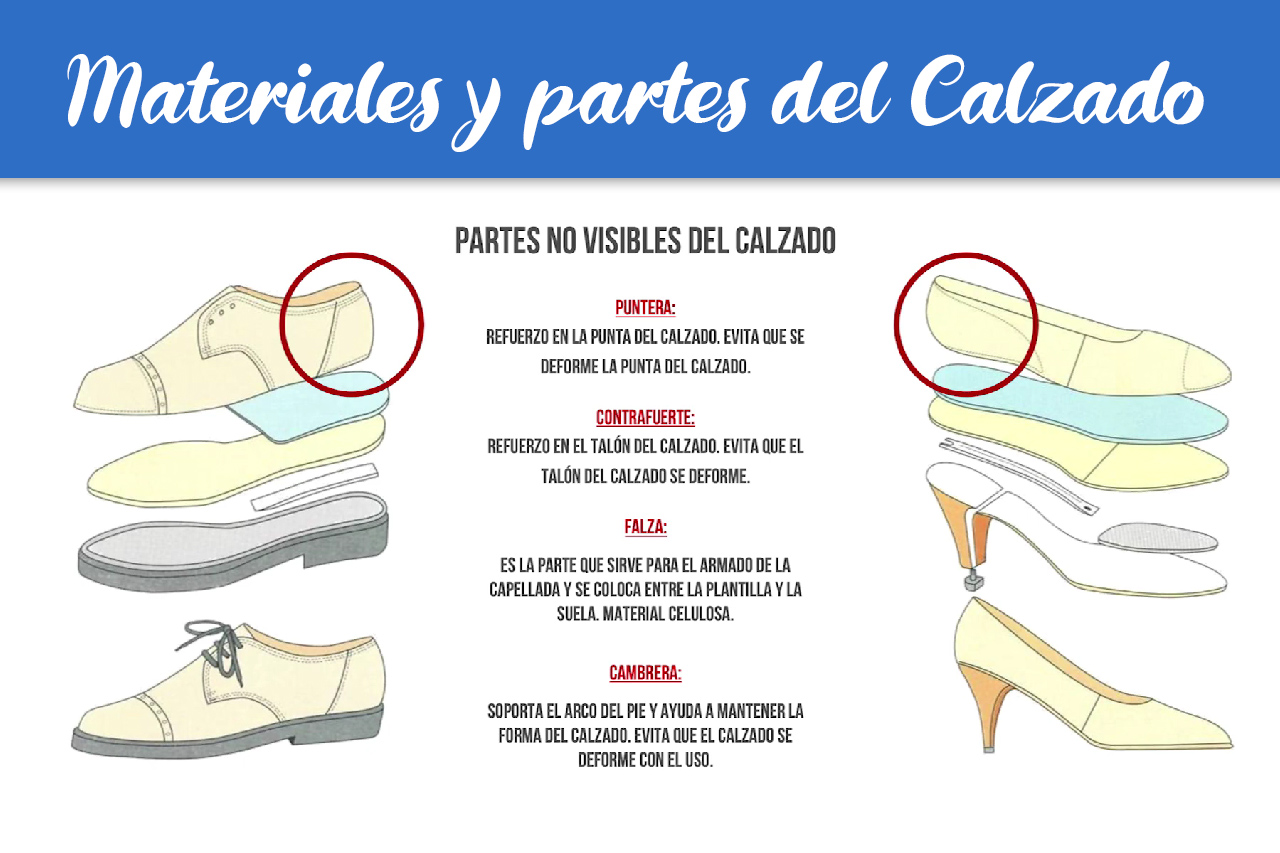 Materiales y partes del Calzado
PARTES NO VISIBLES DEL CALZADO
PUNTERA:
REFUERZO EN LA PUNTA DEL CALZADO. EVITA QUE SE
DEFORME LA PUNTA DEL CALZADO.
CONTRAFUERTE:
REFUERZO EN EL TALÓN DEL CALZADO. EVITA QUE EL
TALÓN DEL CALZADO SE DEFORME.
FALZA:
ES LA PARTE QUE SIRVE PARA EL ARMADO DE LA
CAPELLADA Y SE COLOCA ENTRE LA PLANTILLA Y LA
SUELA. MATERIAL CELULOSA.
CAMBRERA:
SOPORTA EL ARCO DEL PIE Y AYUDA A MANTENER LA
FORMA DEL CALZADO. EVITA QUE EL CALZADO SE
DEFORME CON EL USO.